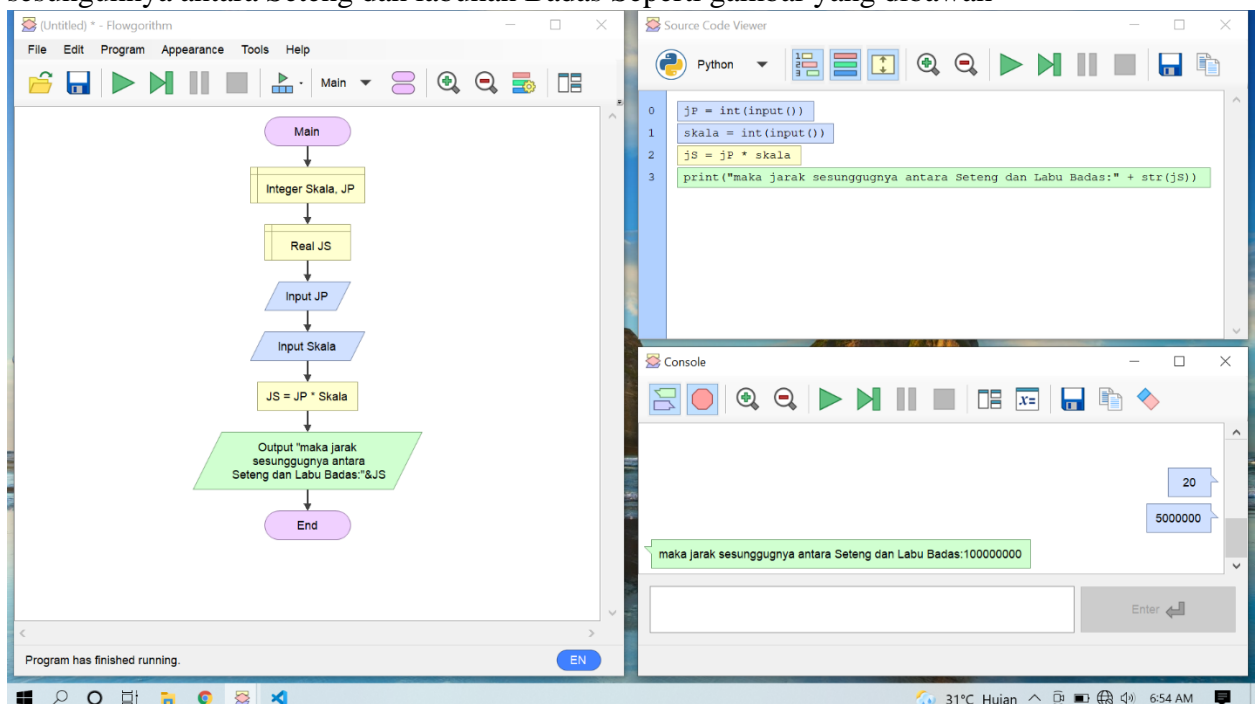 sesunguhnya antara Seteng dan labuhan Badas Seperti gambar yang dibawah
(Untitled) * - Flowgorithm
File Edit Program Appearance Tools Help
Main
Main
Integer Skala, JP
Real JS
Input JP
Input Skala
JS = JP * Skala
Output "maka jarak
sesunggugnya antara
Seteng dan Labu Badas:"&JS
End
Program has finished running.
EN
Source Code Viewer
Python
0 jP = int(input())
1 skala = int(input())
2 jS = jP * skala
3 print("maka jarak sesunggugnya antara Seteng dan Labu Badas:" + str(jS))
Console
20
5000000
maka jarak sesunggugnya antara Seteng dan Labu Badas:100000000
Enter
31°C Hujan
6:54 AM